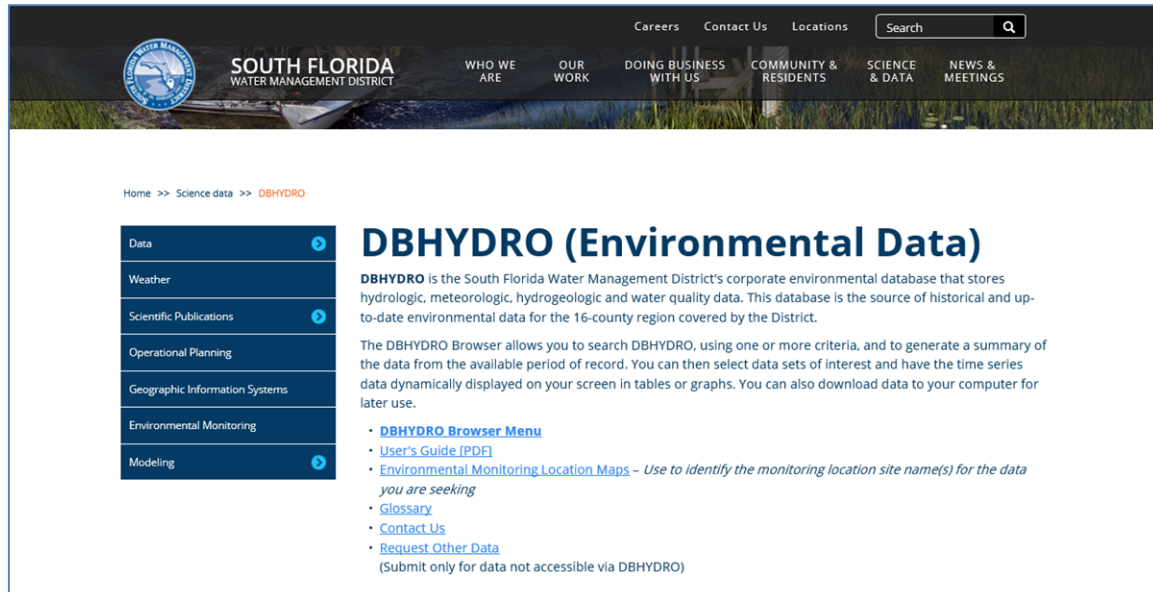 Careers Contact Us Locations Search
SOUTH FLORIDA
WATER MANAGEMENT DISTRICT
WHO WE ARE
OUR WORK
DOING BUSINESS WITH US
COMMUNITY & RESIDENTS
SCIENCE & DATA
NEWS & MEETINGS
Home >> Science data >> DBHYDRO
Data
Weather
Scientific Publications
Operational Planning
Geographic Information Systems
Environmental Monitoring
Modeling
DBHYDRO (Environmental Data)
DBHYDRO is the South Florida Water Management District's corporate environmental database that stores
hydrologic, meteorologic, hydrogeologic and water quality data. This database is the source of historical and up-
to-date environmental data for the 16-county region covered by the District.
The DBHYDRO Browser allows you to search DBHYDRO, using one or more criteria, and to generate a summary of
the data from the available period of record. You can then select data sets of interest and have the time series
data dynamically displayed on your screen in tables or graphs. You can also download data to your computer for
later use.
• DBHYDRO Browser Menu
• User's Guide [PDF]
• Environmental Monitoring Location Maps – Use to identify the monitoring location site name(s) for the data
you are seeking
• Glossary
• Contact Us
• Request Other Data
(Submit only for data not accessible via DBHYDRO)